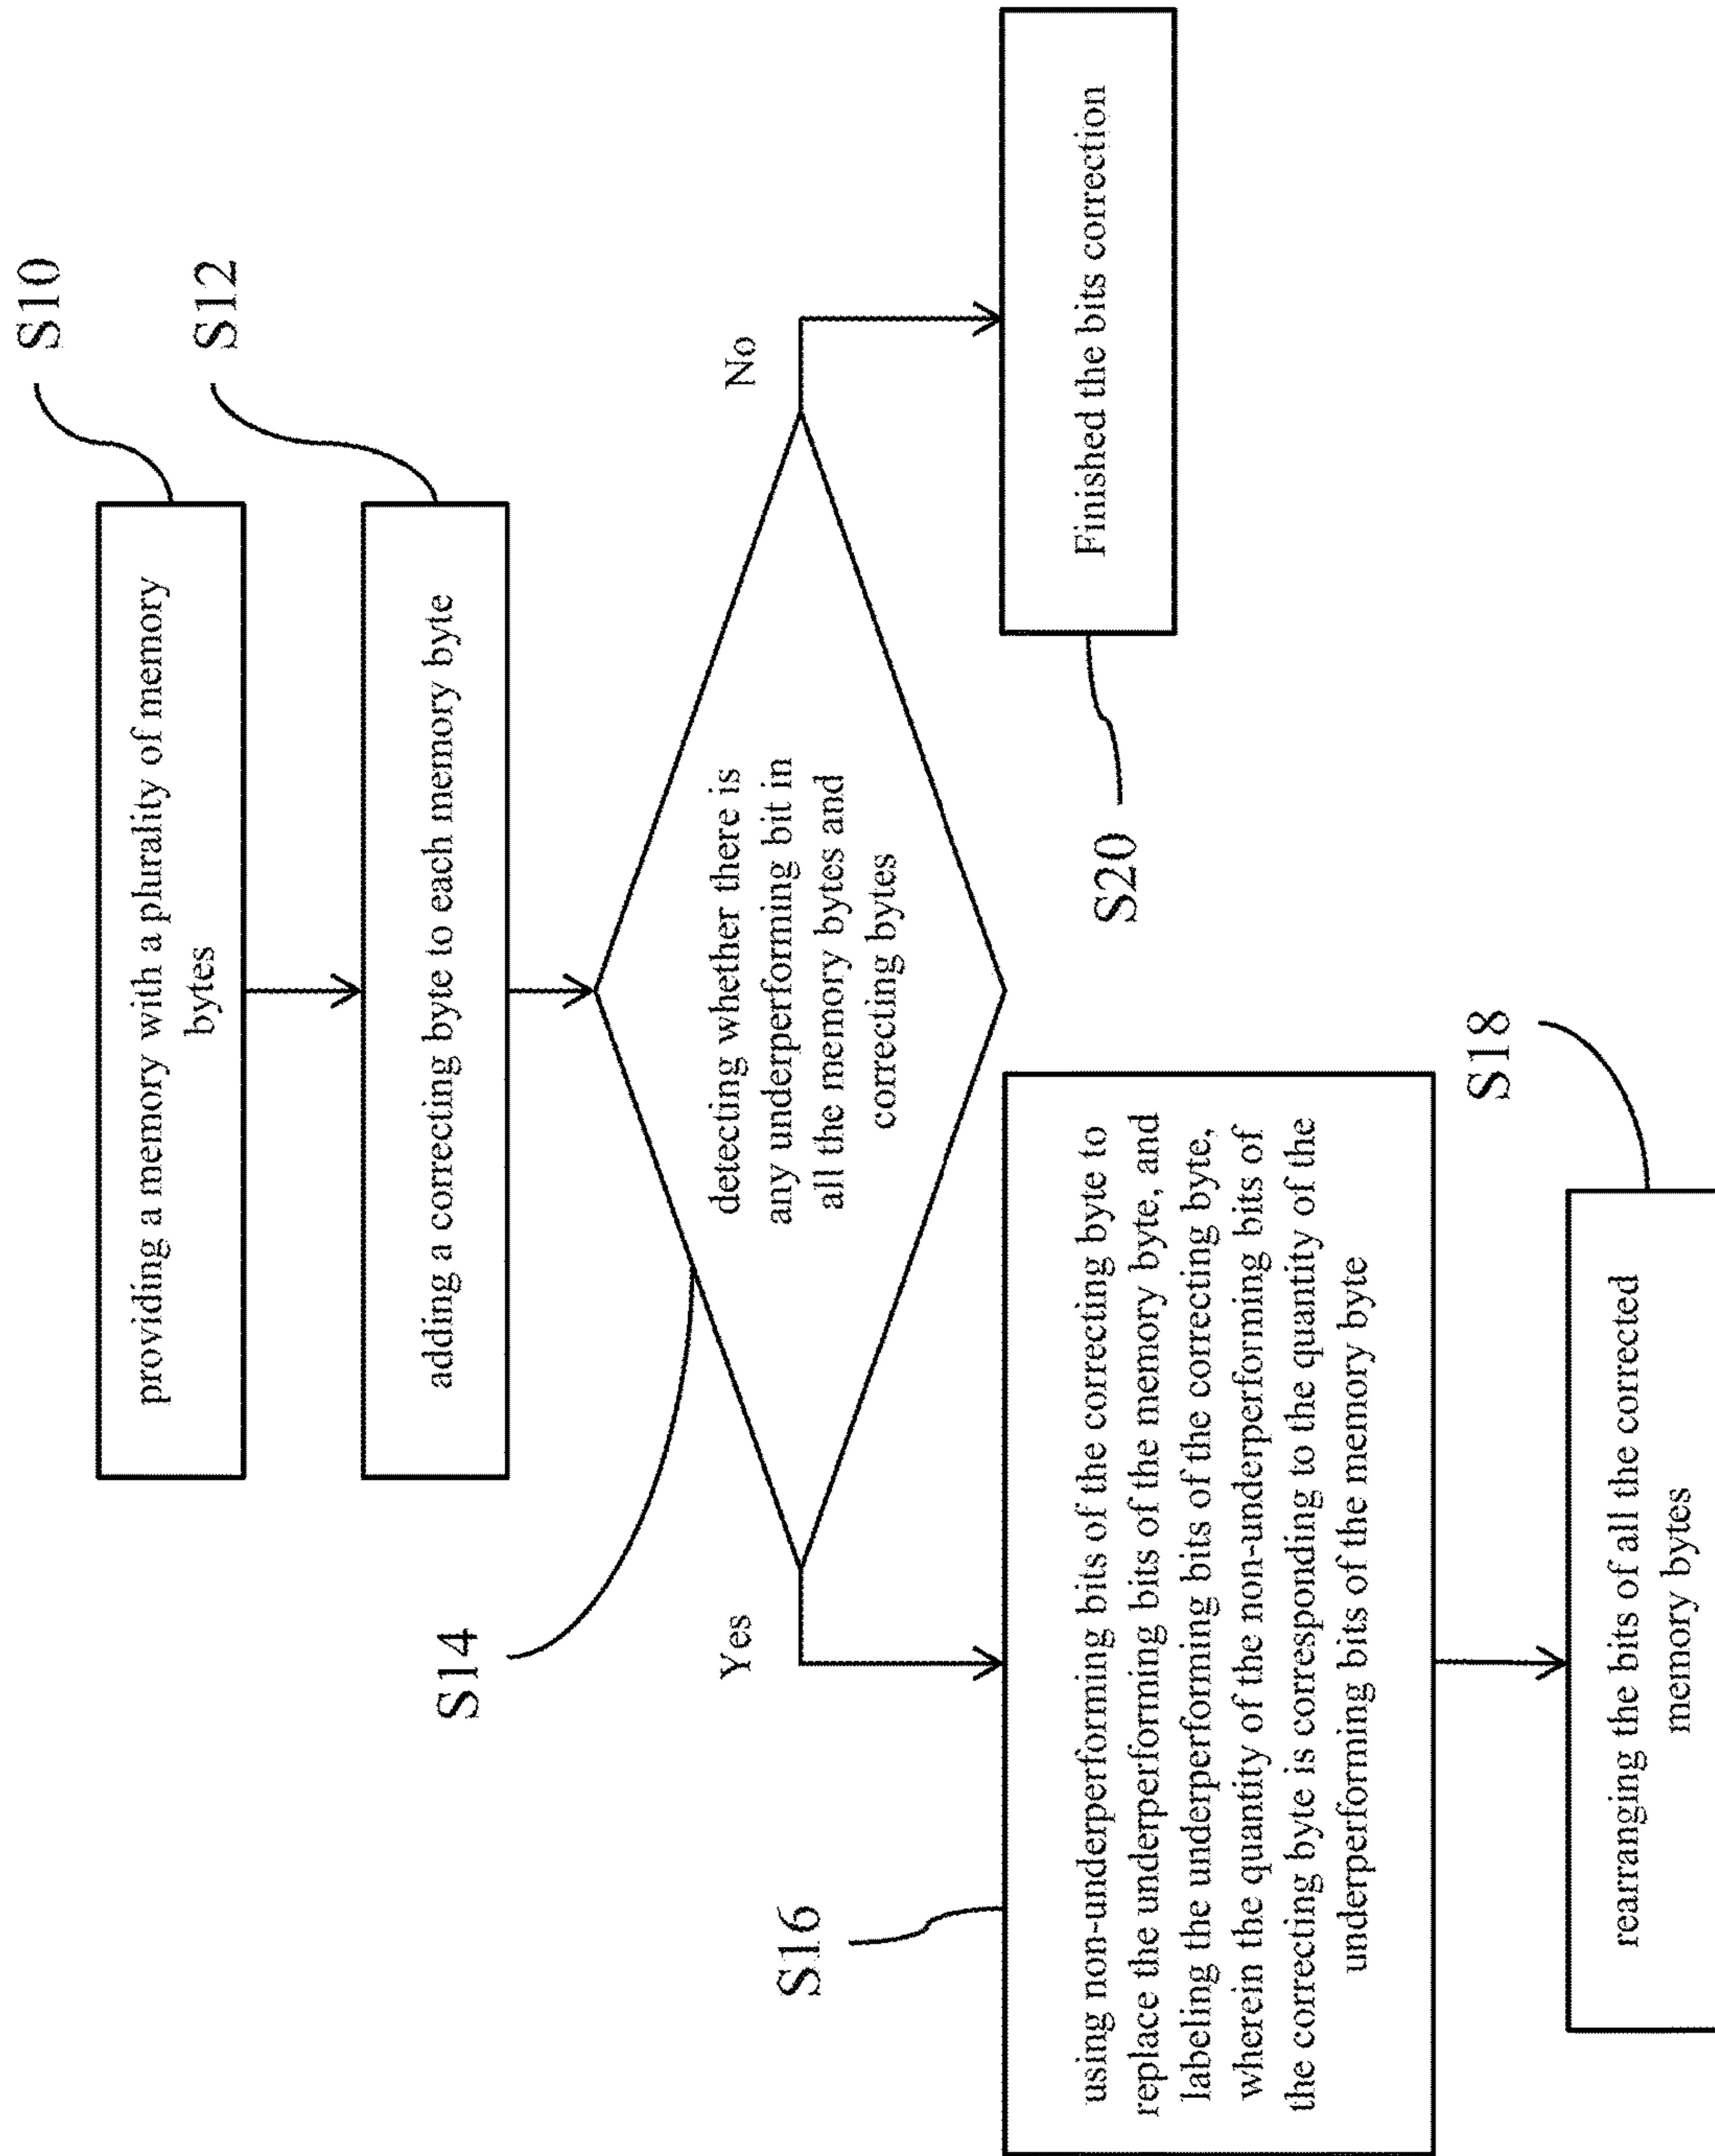 S10
providing a memory with a plurality of memory
bytes
S12
adding a correcting byte to each memory byte
S14
detecting whether there is
any underperforming bit in
all the memory bytes and
correcting bytes
Yes
No
S16
using non-underperforming bits of the correcting byte to
replace the underperforming bits of the memory byte, and
labeling the underperforming bits of the correcting byte,
wherein the quantity of the non-underperforming bits of
the correcting byte is corresponding to the quantity of the
underperforming bits of the memory byte
S20
Finished the bits correction
S18
rearranging the bits of all the corrected
memory bytes